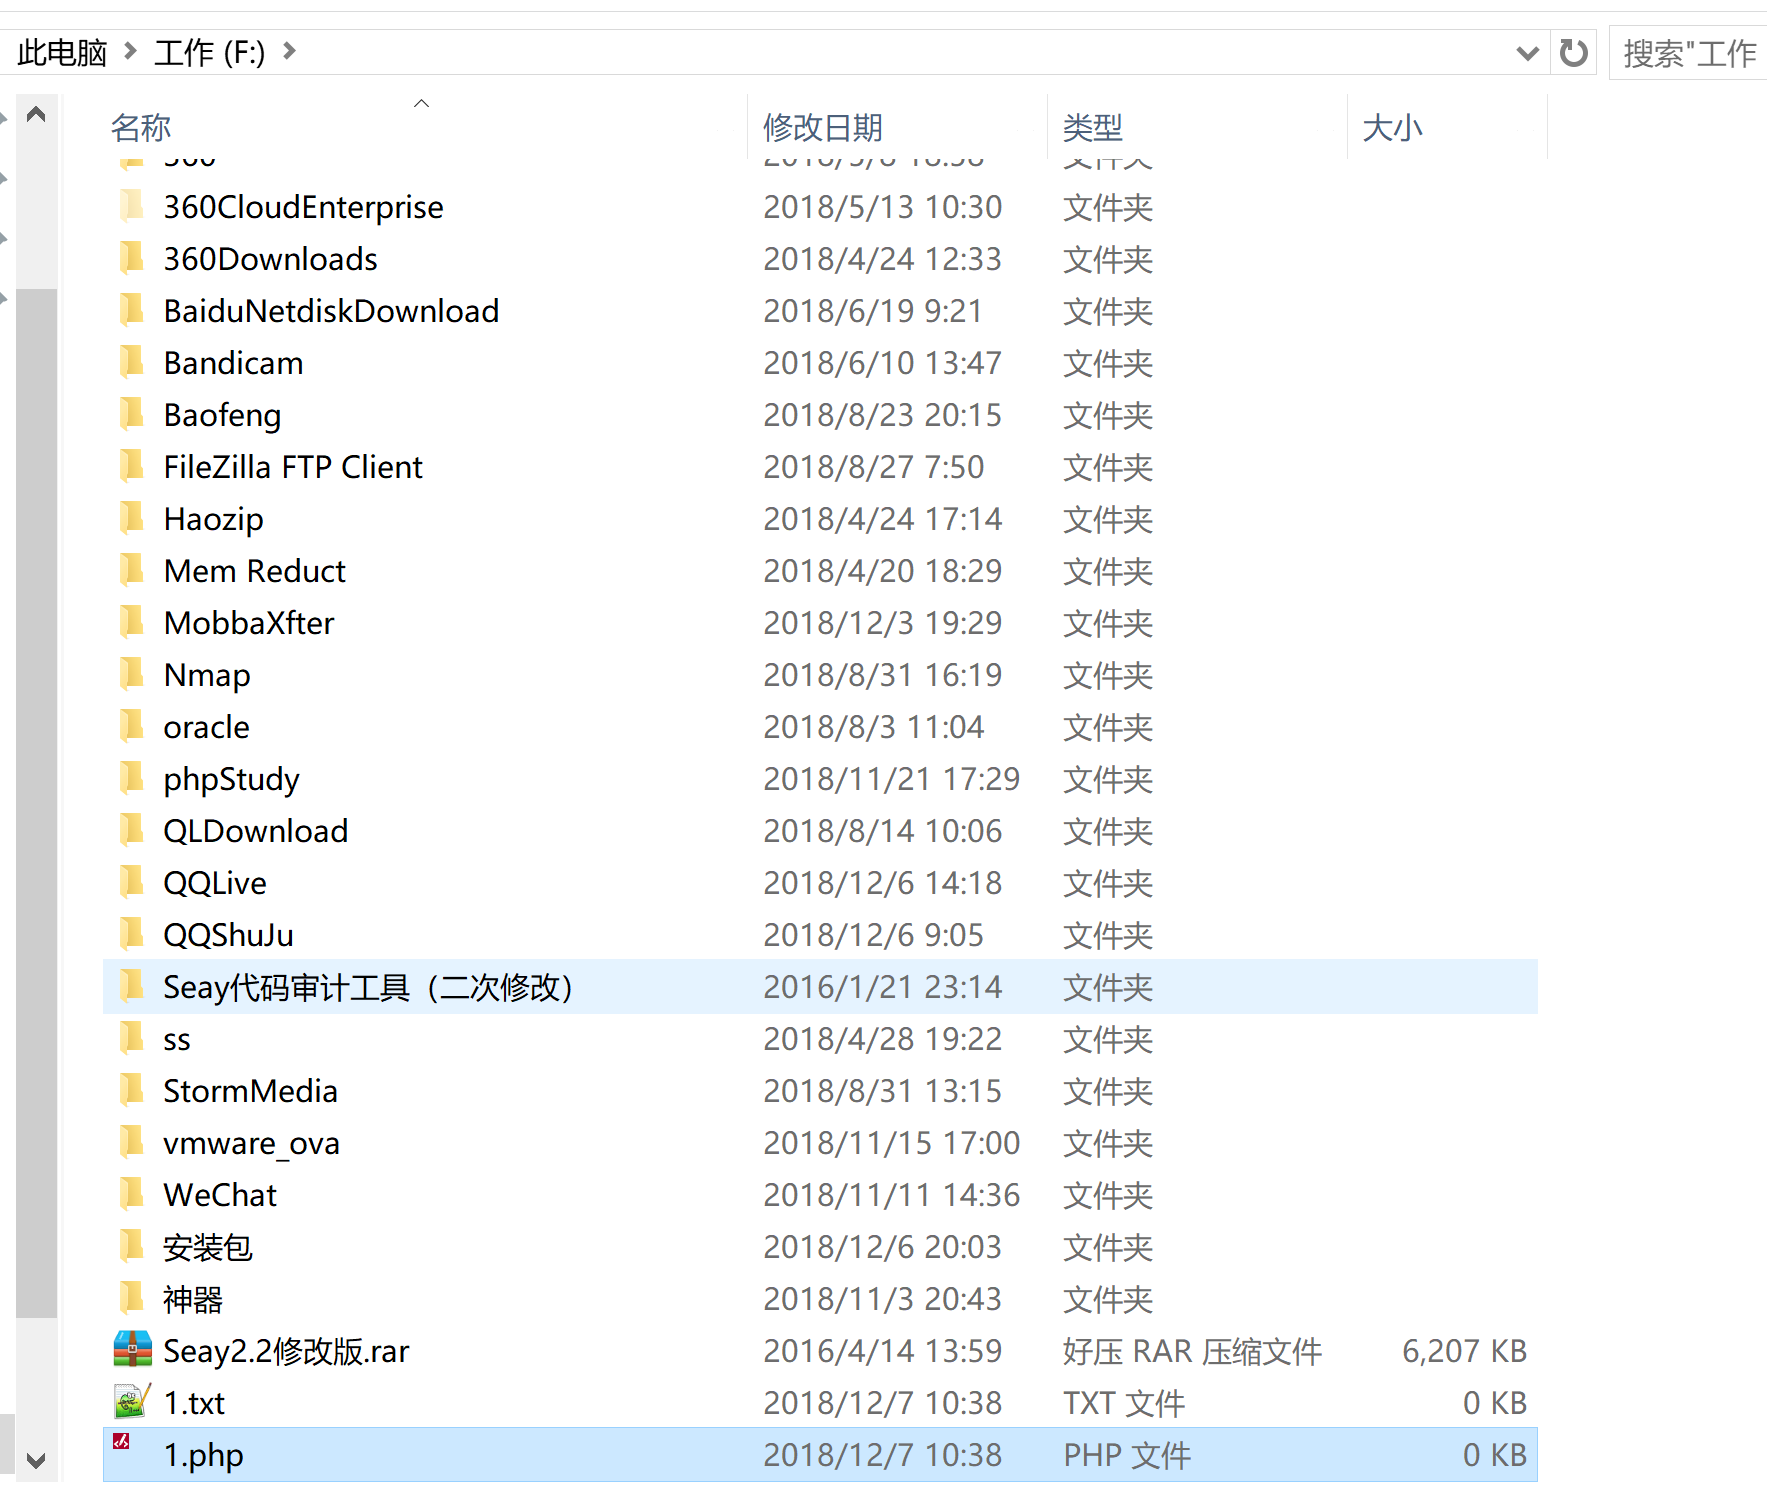 此电脑 > 工作 (F:) > 搜索"工作
名称 修改日期 类型 大小
360 文件夹
360CloudEnterprise 2018/5/13 10:30 文件夹
360Downloads 2018/4/24 12:33 文件夹
BaiduNetdiskDownload 2018/6/19 9:21 文件夹
Bandicam 2018/6/10 13:47 文件夹
Baofeng 2018/8/23 20:15 文件夹
FileZilla FTP Client 2018/8/27 7:50 文件夹
Haozip 2018/4/24 17:14 文件夹
Mem Reduct 2018/4/20 18:29 文件夹
MobbaXfter 2018/12/3 19:29 文件夹
Nmap 2018/8/31 16:19 文件夹
oracle 2018/8/3 11:04 文件夹
phpStudy 2018/11/21 17:29 文件夹
QLDownload 2018/8/14 10:06 文件夹
QQLive 2018/12/6 14:18 文件夹
QQShuJu 2018/12/6 9:05 文件夹
Seay代码审计工具（二次修改） 2016/1/21 23:14 文件夹
ss 2018/4/28 19:22 文件夹
StormMedia 2018/8/31 13:15 文件夹
vmware_ova 2018/11/15 17:00 文件夹
WeChat 2018/11/11 14:36 文件夹
安装包 2018/12/6 20:03 文件夹
神器 2018/11/3 20:43 文件夹
Seay2.2修改版.rar 2016/4/14 13:59 好压 RAR 压缩文件 6,207 KB
1.txt 2018/12/7 10:38 TXT 文件 0 KB
1.php 2018/12/7 10:38 PHP 文件 0 KB